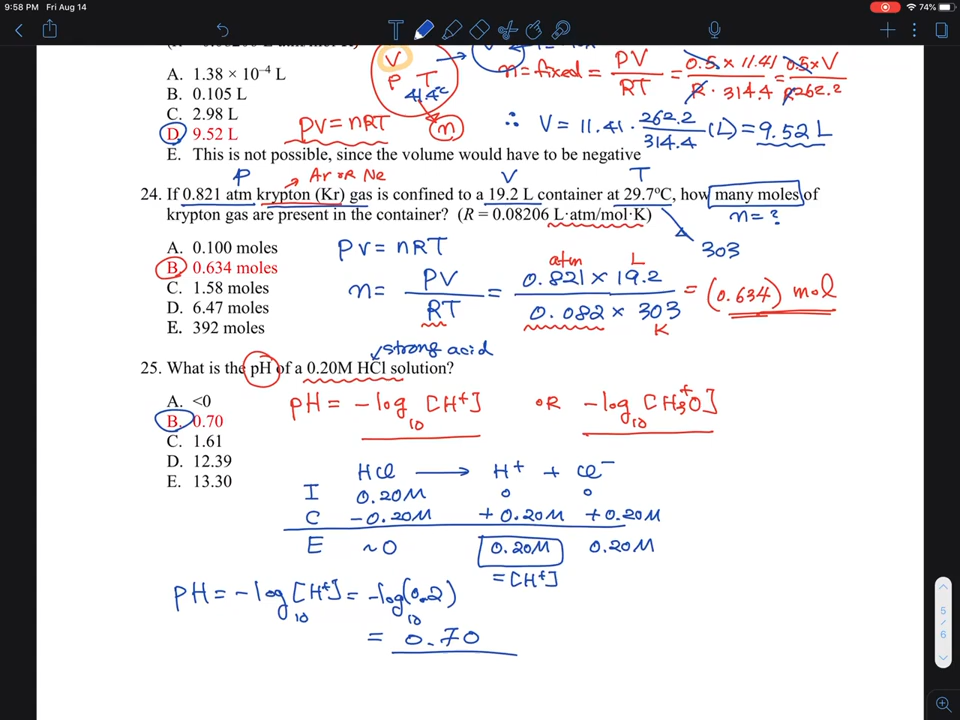 9:58 PM Fri Aug 14
74%
V
P T
41.4°C
n
n = fixed = PV/RT = 0.5 × 11.41 / R · 314.4 = 0.5 × V / R 262.2
A. 1.38 × 10⁻⁴ L
B. 0.105 L
C. 2.98 L
D. 9.52 L
PV = nRT
∴ V = 11.41 · 262.2/314.4 (L) = 9.52 L
E. This is not possible, since the volume would have to be negative
P Ar OR Ne V T
24. If 0.821 atm krypton (Kr) gas is confined to a 19.2 L container at 29.7ºC, how many moles of
krypton gas are present in the container? (R = 0.08206 L·atm/mol·K)
n = ?
303
A. 0.100 moles
B. 0.634 moles
C. 1.58 moles
D. 6.47 moles
E. 392 moles
PV = nRT
atm L
n = PV/RT = 0.821 × 19.2 / 0.082 × 303 = (0.634) mol
K
strong acid
25. What is the pH of a 0.20M HCl solution?
A. <0
B. 0.70
C. 1.61
D. 12.39
E. 13.30
pH = -log₁₀ [H⁺] OR -log₁₀ [H₃O⁺]
HCl → H⁺ + Cl⁻
I 0.20M 0 0
C -0.20M +0.20M +0.20M
E ~0 0.20M 0.20M
= [H⁺]
pH = -log₁₀ [H⁺] = -log₁₀(0.2)
= 0.70
5
/
6